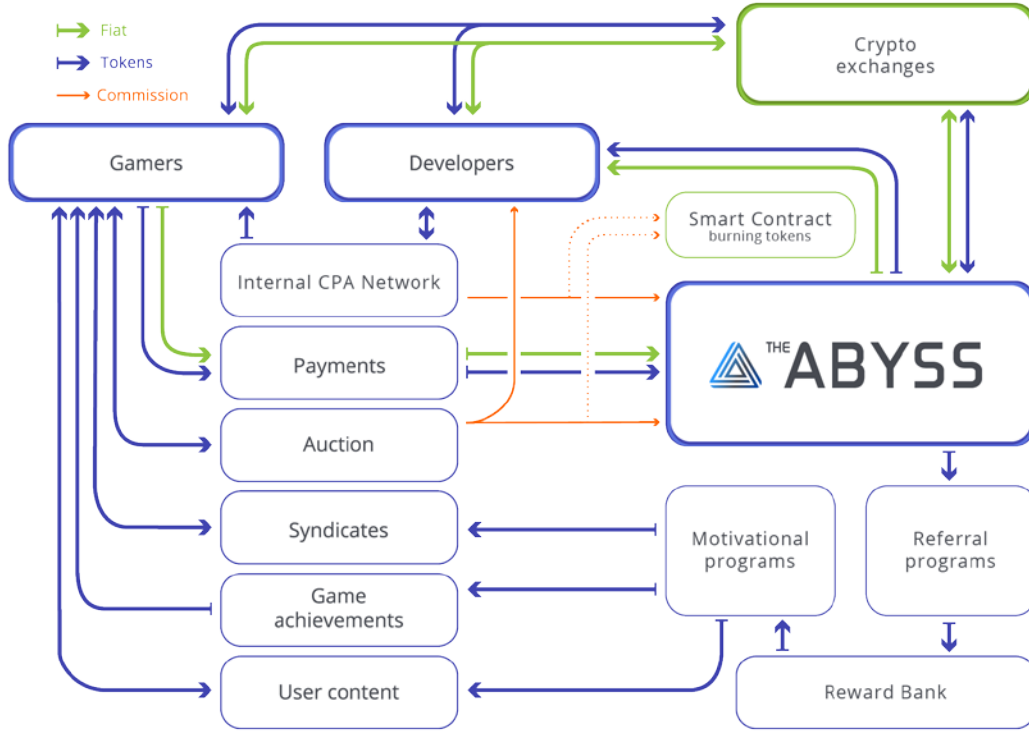 Fiat
Tokens
Commission
Crypto
exchanges
Gamers
Developers
Smart Contract
burning tokens
Internal CPA Network
Payments
THE ABYSS
Auction
Syndicates
Motivational
programs
Referral
programs
Game
achievements
User content
Reward Bank